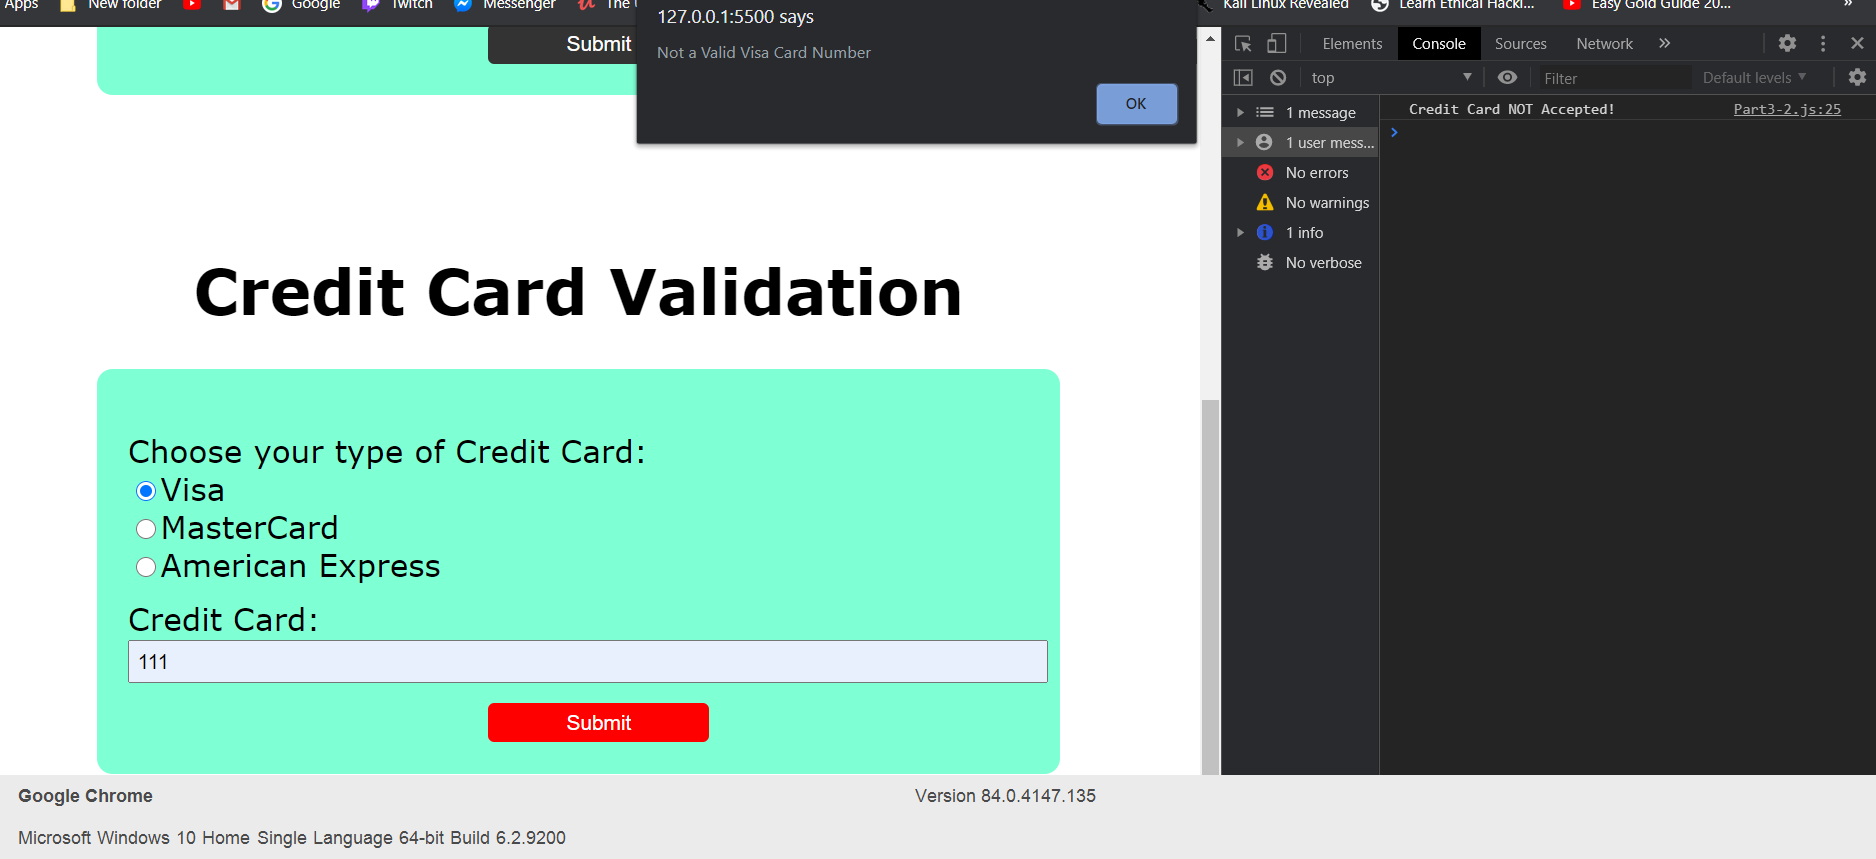 Apps New folder Google Twitch Messenger The U Kali Linux Revealed Learn Ethical Hacki... Easy Gold Guide 20... »
127.0.0.1:5500 says
Not a Valid Visa Card Number
OK
Submit
Credit Card Validation
Choose your type of Credit Card:
Visa
MasterCard
American Express
Credit Card:
111
Submit
Elements Console Sources Network »
top Filter Default levels
1 message
1 user mess...
No errors
No warnings
1 info
No verbose
Credit Card NOT Accepted! Part3-2.js:25
Google Chrome Version 84.0.4147.135
Microsoft Windows 10 Home Single Language 64-bit Build 6.2.9200